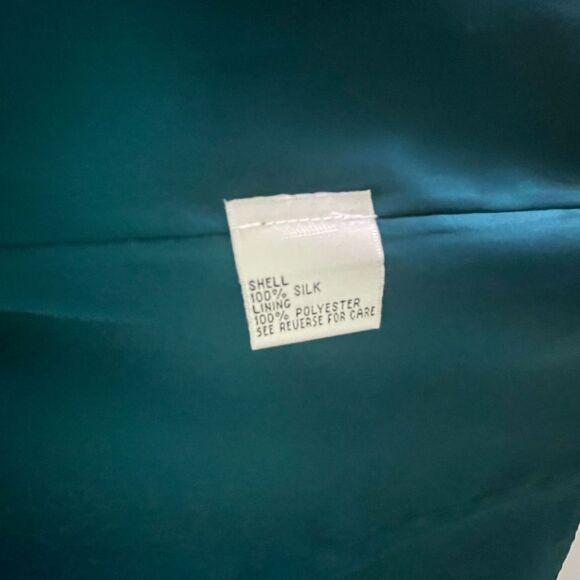 SHELL
100% SILK
LINING
100% POLYESTER
SEE REVERSE FOR CARE